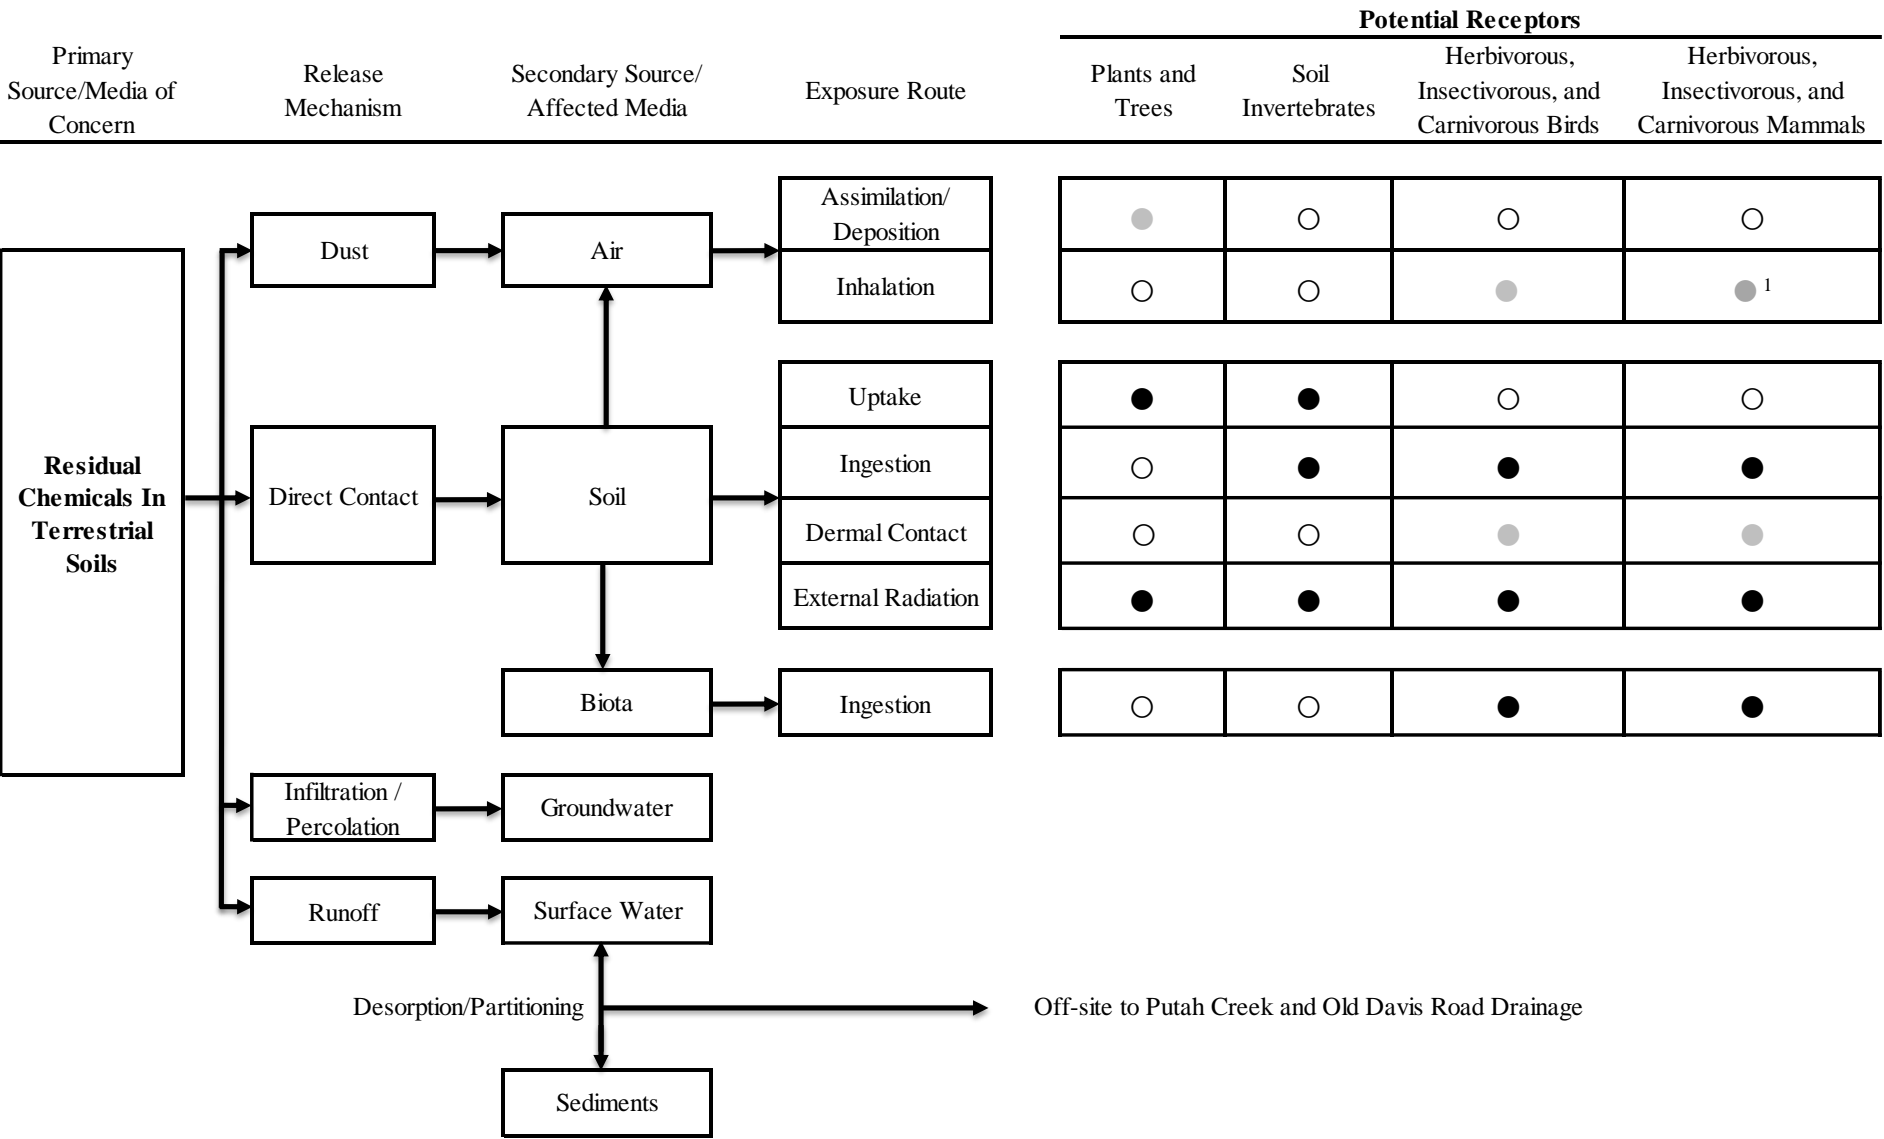 Potential Receptors
Primary
Source/Media of
Concern
Release
Mechanism
Secondary Source/
Affected Media
Exposure Route
Plants and
Trees
Soil
Invertebrates
Herbivorous,
Insectivorous, and
Carnivorous Birds
Herbivorous,
Insectivorous, and
Carnivorous Mammals
Residual
Chemicals In
Terrestrial
Soils
Dust
Air
Assimilation/
Deposition
Inhalation
1
Direct Contact
Soil
Uptake
Ingestion
Dermal Contact
External Radiation
Biota
Ingestion
Infiltration /
Percolation
Groundwater
Runoff
Surface Water
Desorption/Partitioning
Off-site to Putah Creek and Old Davis Road Drainage
Sediments